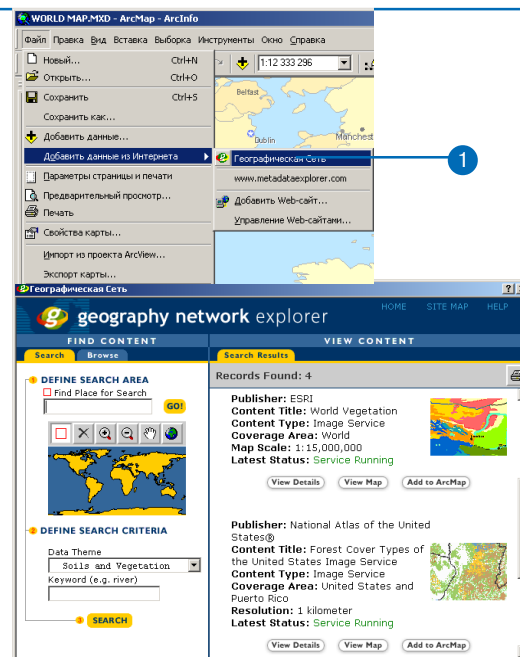 WORLD MAP.MXD - ArcMap - ArcInfo
Файл Правка Вид Вставка Выборка Инструменты Окно Справка
Новый... Ctrl+N
Открыть... Ctrl+O
1:12 333 296
Сохранить Ctrl+S
Сохранить как...
Добавить данные...
Добавить данные из Интернета
Параметры страницы и печати
Предварительный просмотр...
Печать
Свойства карты...
Импорт из проекта ArcView...
Экспорт карты...
Belfast
Dublin
Manchest
Географическая Сеть
www.metadataexplorer.com
Добавить Web-сайт...
Управление Web-сайтами...
1
Географическая Сеть
geography network explorer
HOME SITE MAP HELP
FIND CONTENT
VIEW CONTENT
Search Browse
Search Results
1 DEFINE SEARCH AREA
Find Place for Search
GO!
2 DEFINE SEARCH CRITERIA
Data Theme
Soils and Vegetation
Keyword (e.g. river)
3 SEARCH
Records Found: 4
Publisher: ESRI
Content Title: World Vegetation
Content Type: Image Service
Coverage Area: World
Map Scale: 1:15,000,000
Latest Status: Service Running
View Details View Map Add to ArcMap
Publisher: National Atlas of the United
States®
Content Title: Forest Cover Types of
the United States Image Service
Content Type: Image Service
Coverage Area: United States and
Puerto Rico
Resolution: 1 kilometer
Latest Status: Service Running
View Details View Map Add to ArcMap